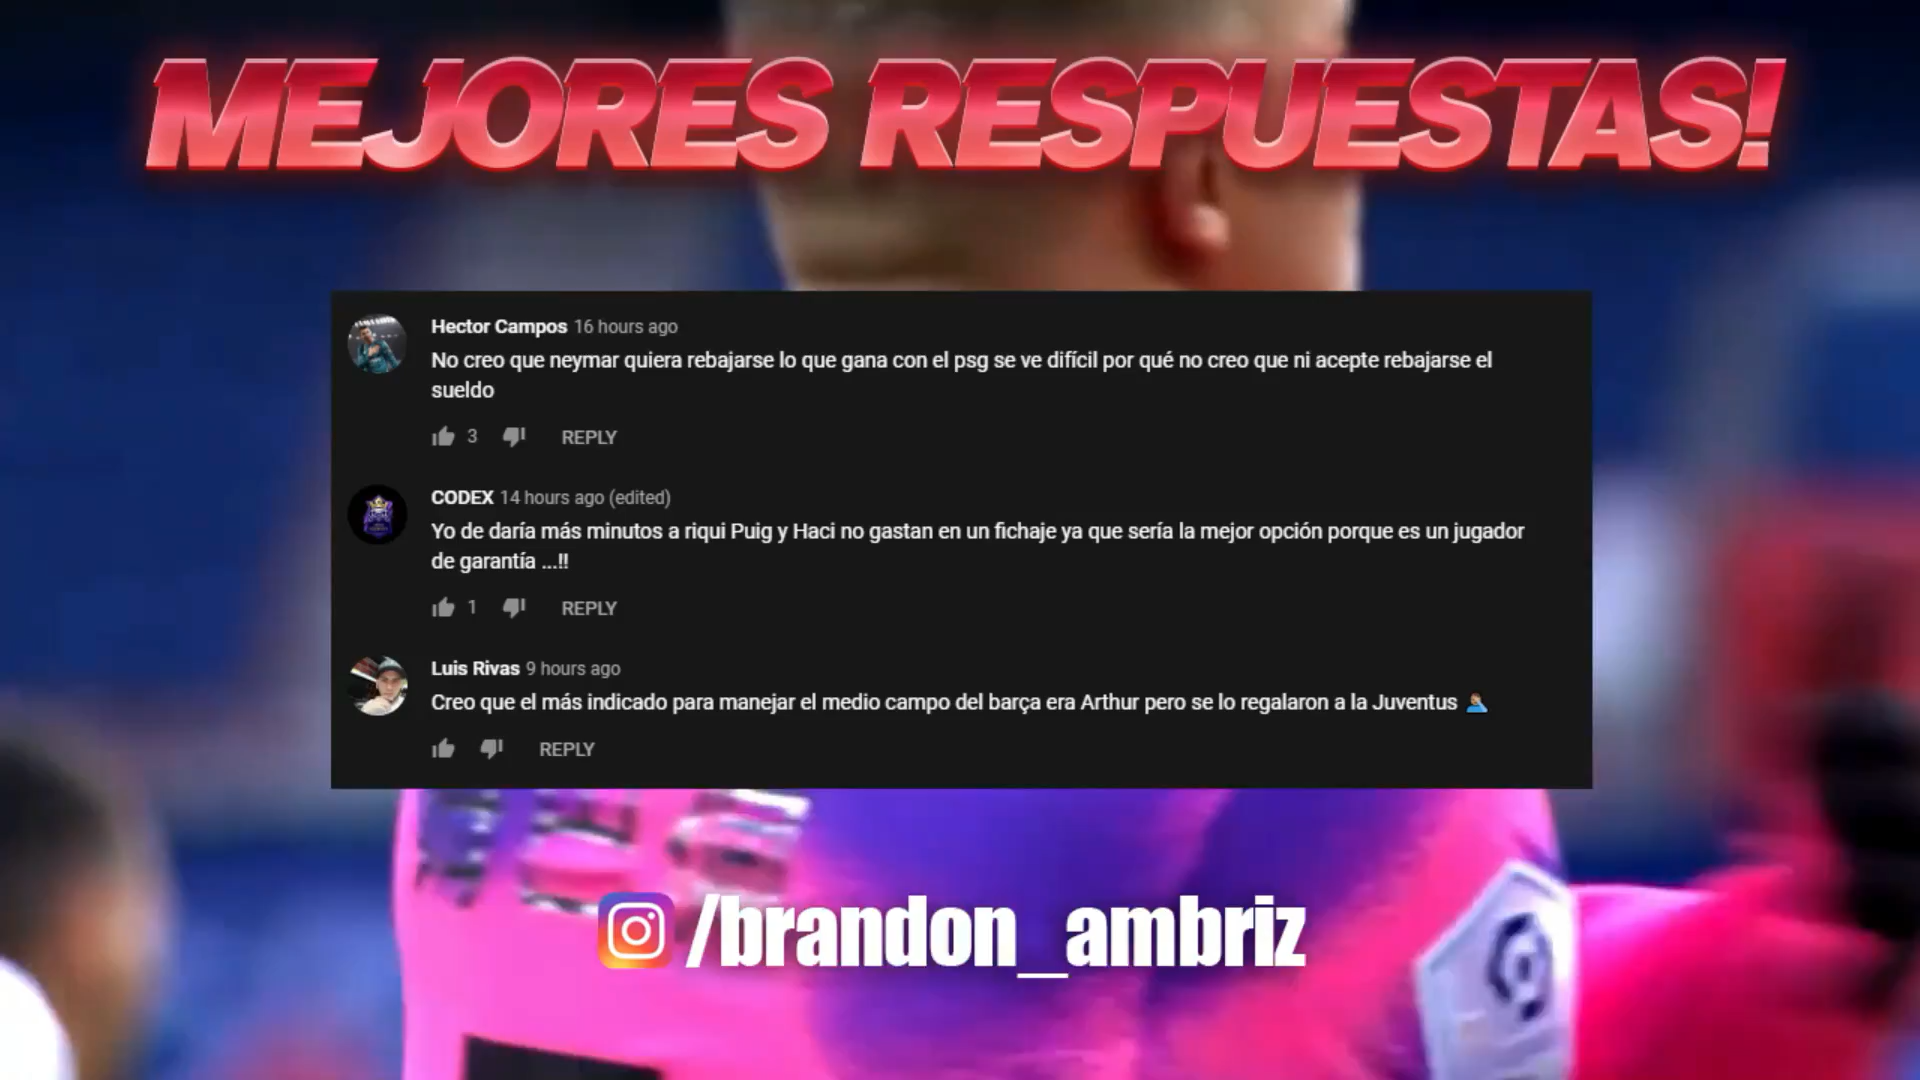 MEJORES RESPUESTAS!
Hector Campos 16 hours ago
No creo que neymar quiera rebajarse lo que gana con el psg se ve difícil por qué no creo que ni acepte rebajarse el
sueldo
3 REPLY
CODEX 14 hours ago (edited)
Yo de daría más minutos a riqui Puig y Haci no gastan en un fichaje ya que sería la mejor opción porque es un jugador
de garantía ...!!
1 REPLY
Luis Rivas 9 hours ago
Creo que el más indicado para manejar el medio campo del barça era Arthur pero se lo regalaron a la Juventus 🤦🏽‍♂️
REPLY
/brandon_ambriz